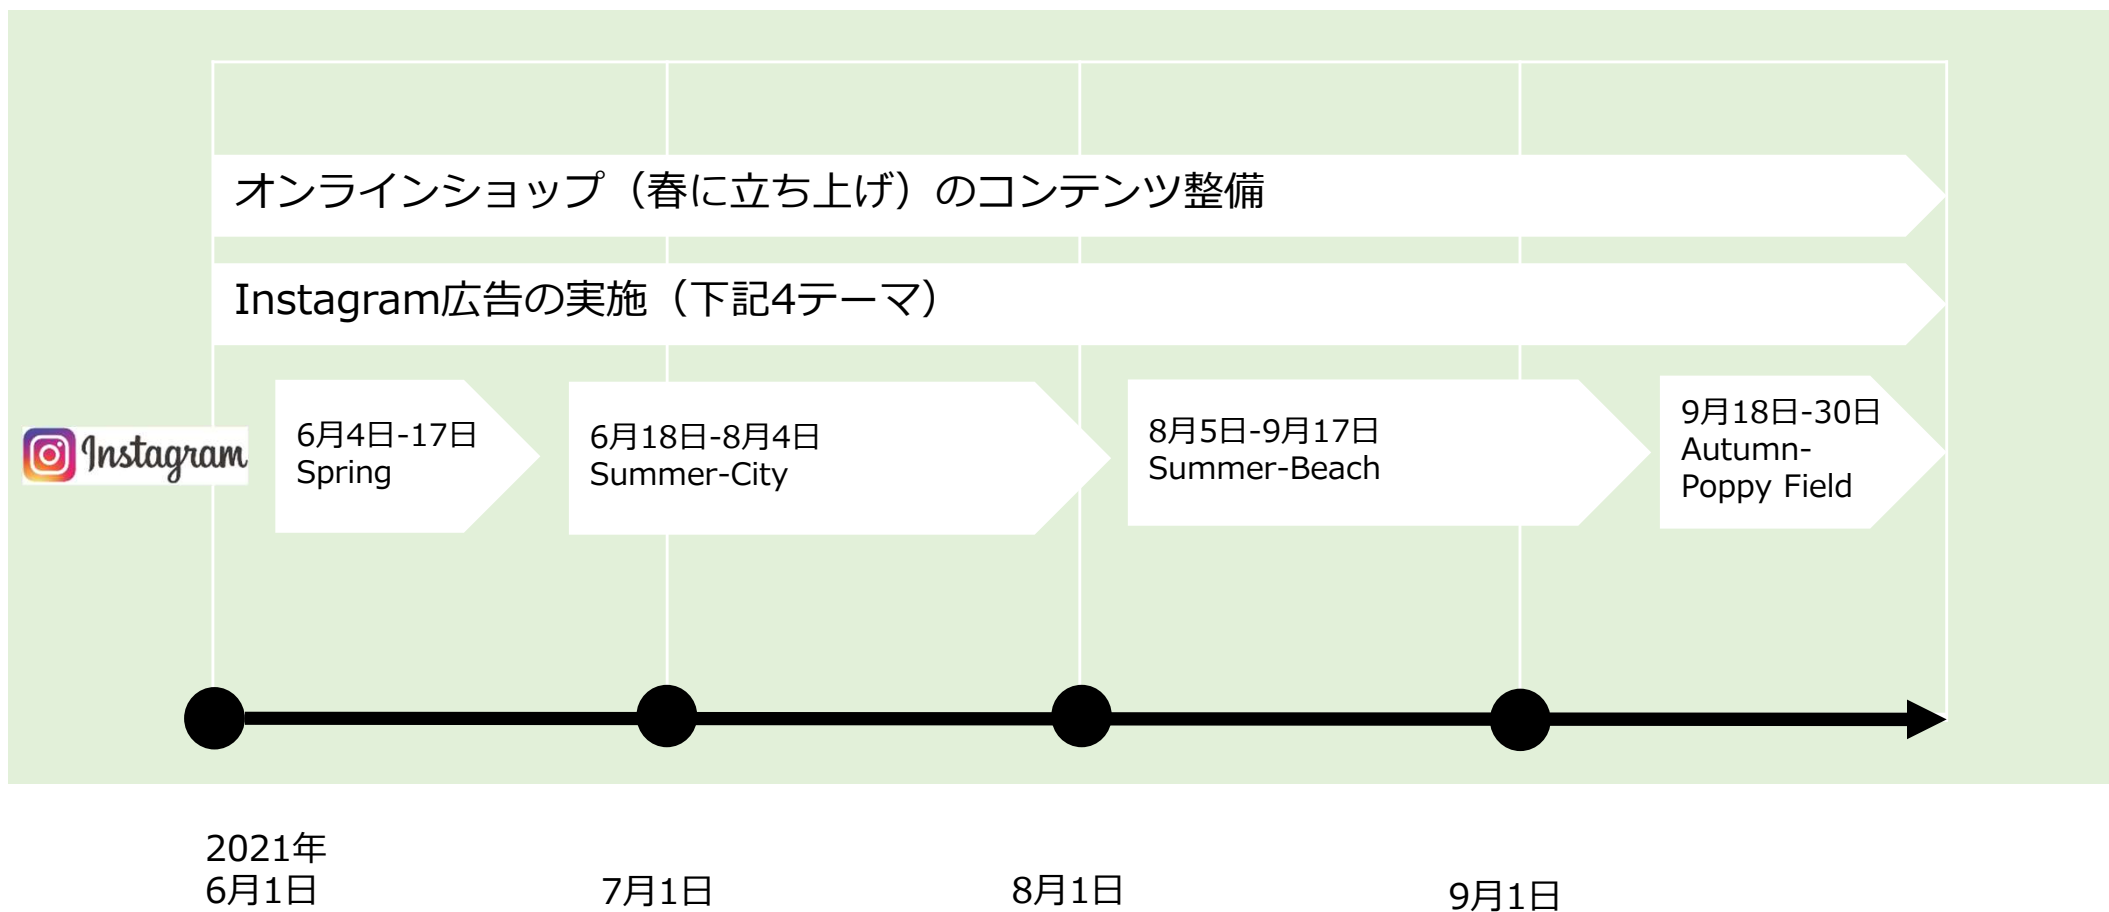 オンラインショップ（春に立ち上げ）のコンテンツ整備
Instagram広告の実施（下記4テーマ）
Instagram
6月4日-17日
Spring
6月18日-8月4日
Summer-City
8月5日-9月17日
Summer-Beach
9月18日-30日
Autumn-
Poppy Field
2021年
6月1日
7月1日
8月1日
9月1日